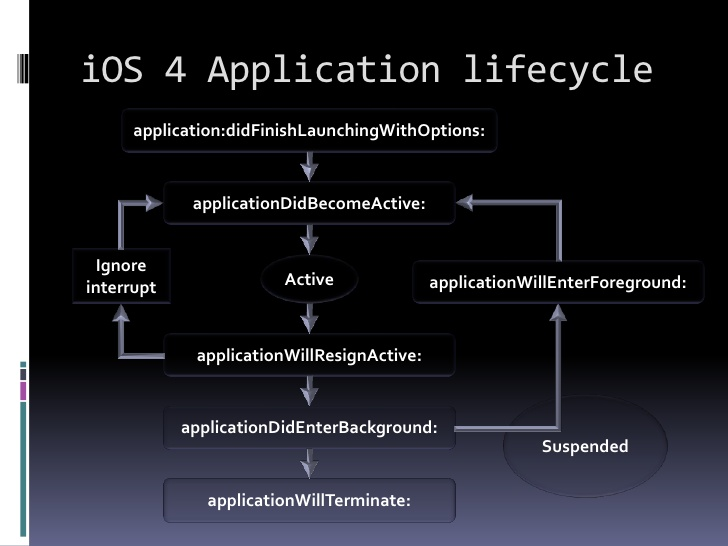 iOS 4 Application lifecycle
application:didFinishLaunchingWithOptions:
applicationDidBecomeActive:
Ignore
interrupt
Active
applicationWillEnterForeground:
applicationWillResignActive:
applicationDidEnterBackground:
Suspended
applicationWillTerminate: